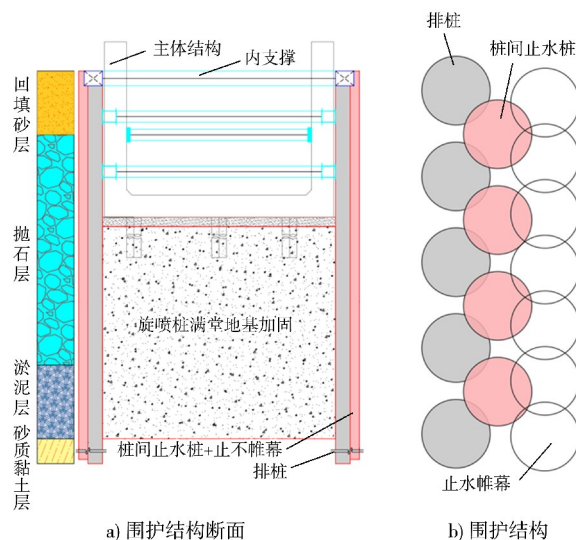 主体结构
内支撑
回填砂层
抛石层
淤泥层
砂质黏土层
旋喷桩满堂地基加固
桩间止水桩+止不帷幕
排桩
a) 围护结构断面
排桩
桩间止水桩
止水帷幕
b) 围护结构